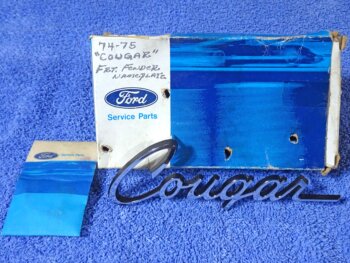 74-75
"COUGAR"
FRT. FENDER
NAMEPLATE
Ford
Service Parts
Ford
Cougar